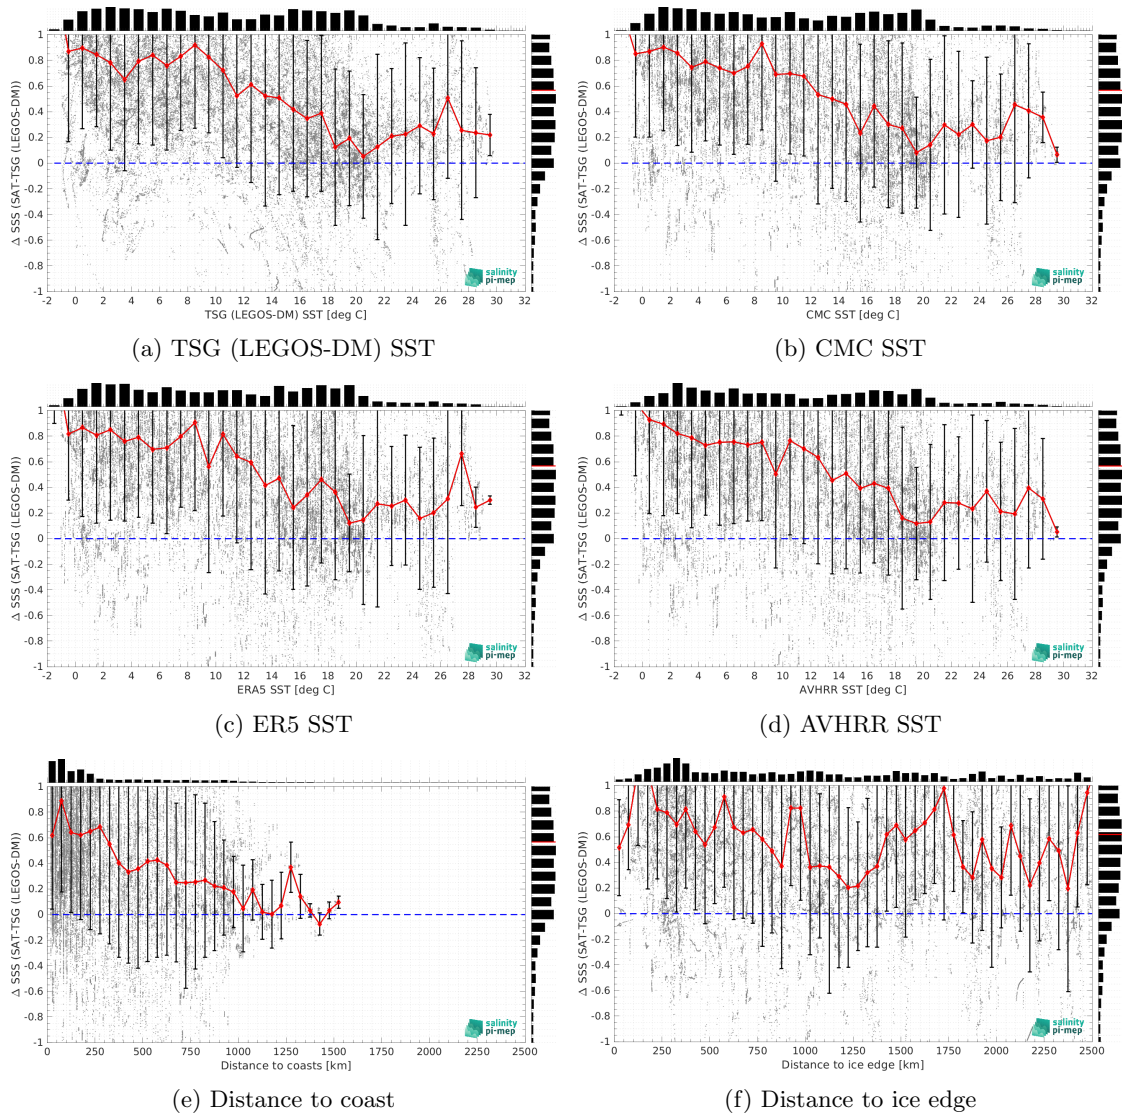 1
0.8
0.6
0.4
0.2
0
-0.2
-0.4
-0.6
-0.8
-1
Δ SSS (SAT-TSG (LEGOS-DM))
salinity
pi-mep
-2 0 2 4 6 8 10 12 14 16 18 20 22 24 26 28 30 32
TSG (LEGOS-DM) SST [deg C]
(a) TSG (LEGOS-DM) SST
1
0.8
0.6
0.4
0.2
0
-0.2
-0.4
-0.6
-0.8
-1
Δ SSS (SAT-TSG (LEGOS-DM))
salinity
pi-mep
-2 0 2 4 6 8 10 12 14 16 18 20 22 24 26 28 30 32
CMC SST [deg C]
(b) CMC SST
1
0.8
0.6
0.4
0.2
0
-0.2
-0.4
-0.6
-0.8
-1
Δ SSS (SAT-TSG (LEGOS-DM))
salinity
pi-mep
-2 0 2 4 6 8 10 12 14 16 18 20 22 24 26 28 30 32
ERA5 SST [deg C]
(c) ER5 SST
1
0.8
0.6
0.4
0.2
0
-0.2
-0.4
-0.6
-0.8
-1
Δ SSS (SAT-TSG (LEGOS-DM))
salinity
pi-mep
-2 0 2 4 6 8 10 12 14 16 18 20 22 24 26 28 30 32
AVHRR SST [deg C]
(d) AVHRR SST
1
0.8
0.6
0.4
0.2
0
-0.2
-0.4
-0.6
-0.8
-1
Δ SSS (SAT-TSG (LEGOS-DM))
salinity
pi-mep
0 250 500 750 1000 1250 1500 1750 2000 2250 2500
Distance to coasts [km]
(e) Distance to coast
1
0.8
0.6
0.4
0.2
0
-0.2
-0.4
-0.6
-0.8
-1
Δ SSS (SAT-TSG (LEGOS-DM))
salinity
pi-mep
0 250 500 750 1000 1250 1500 1750 2000 2250 2500
Distance to ice edge [km]
(f) Distance to ice edge